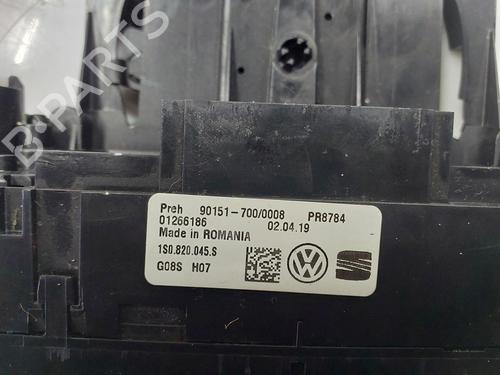 B-PARTS
Preh 90151-700/0008 PR8784
01266186 02.04.19
Made in ROMANIA
1S0.820.045.S
G08S H07